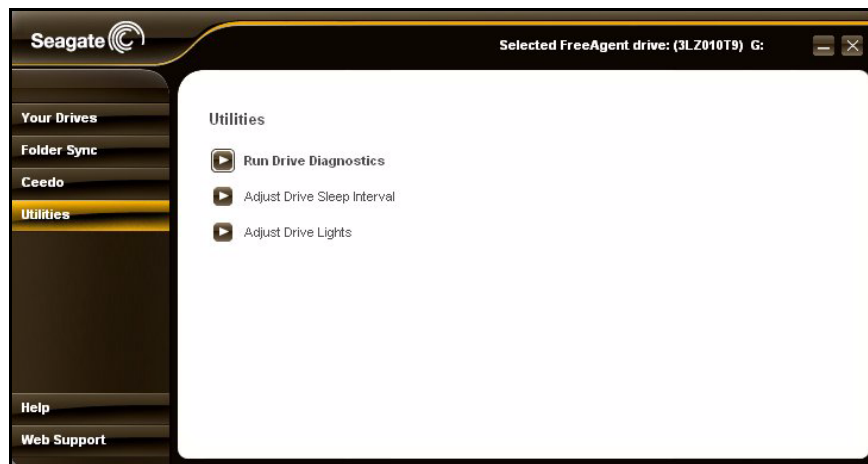 Seagate
Selected FreeAgent drive: (3LZ010T9) G:
Your Drives
Folder Sync
Ceedo
Utilities
Help
Web Support
Utilities
Run Drive Diagnostics
Adjust Drive Sleep Interval
Adjust Drive Lights